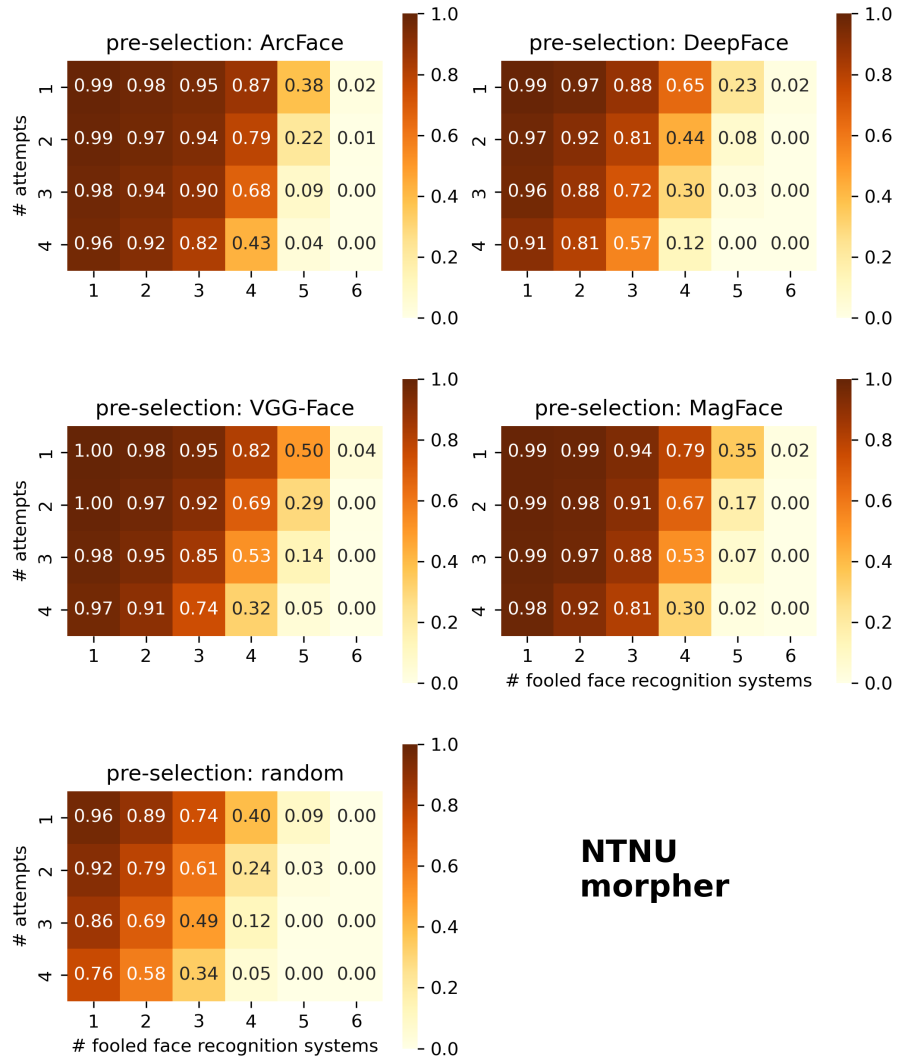 pre-selection: ArcFace
# attempts
1 0.99 0.98 0.95 0.87 0.38 0.02
2 0.99 0.97 0.94 0.79 0.22 0.01
3 0.98 0.94 0.90 0.68 0.09 0.00
4 0.96 0.92 0.82 0.43 0.04 0.00
1 2 3 4 5 6
1.0
0.8
0.6
0.4
0.2
0.0
pre-selection: DeepFace
1 0.99 0.97 0.88 0.65 0.23 0.02
2 0.97 0.92 0.81 0.44 0.08 0.00
3 0.96 0.88 0.72 0.30 0.03 0.00
4 0.91 0.81 0.57 0.12 0.00 0.00
1 2 3 4 5 6
1.0
0.8
0.6
0.4
0.2
0.0
pre-selection: VGG-Face
# attempts
1 1.00 0.98 0.95 0.82 0.50 0.04
2 1.00 0.97 0.92 0.69 0.29 0.00
3 0.98 0.95 0.85 0.53 0.14 0.00
4 0.97 0.91 0.74 0.32 0.05 0.00
1 2 3 4 5 6
1.0
0.8
0.6
0.4
0.2
0.0
pre-selection: MagFace
1 0.99 0.99 0.94 0.79 0.35 0.02
2 0.99 0.98 0.91 0.67 0.17 0.00
3 0.99 0.97 0.88 0.53 0.07 0.00
4 0.98 0.92 0.81 0.30 0.02 0.00
1 2 3 4 5 6
# fooled face recognition systems
1.0
0.8
0.6
0.4
0.2
0.0
pre-selection: random
# attempts
1 0.96 0.89 0.74 0.40 0.09 0.00
2 0.92 0.79 0.61 0.24 0.03 0.00
3 0.86 0.69 0.49 0.12 0.00 0.00
4 0.76 0.58 0.34 0.05 0.00 0.00
1 2 3 4 5 6
# fooled face recognition systems
1.0
0.8
0.6
0.4
0.2
0.0
NTNU
morpher